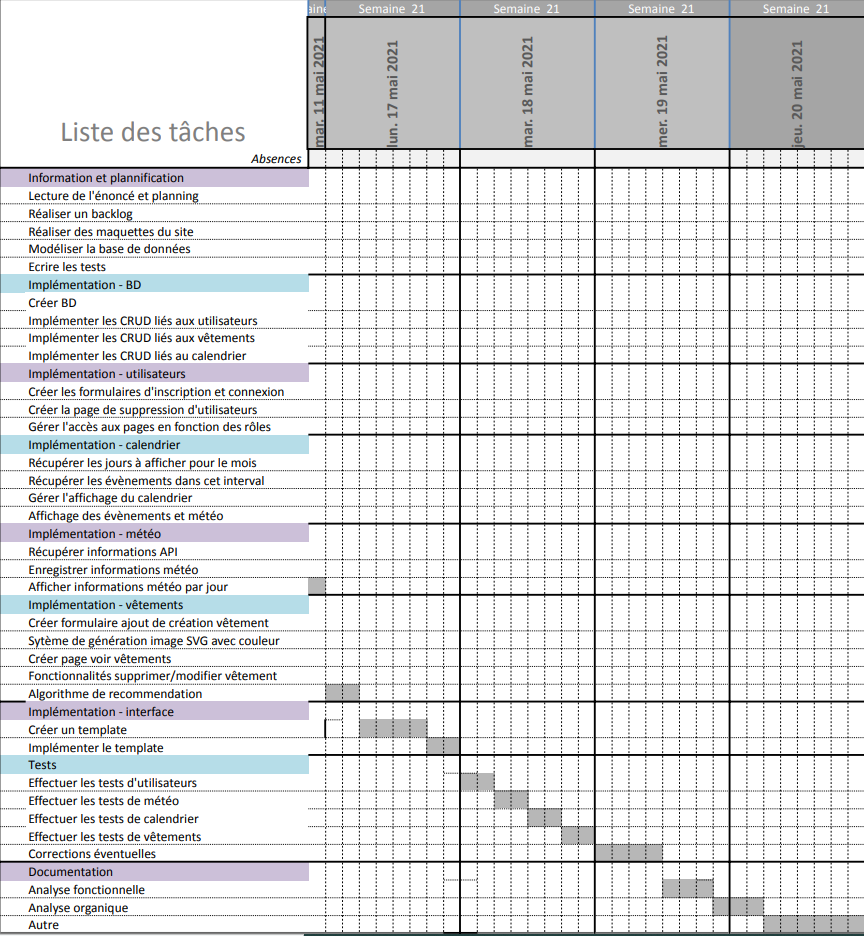 Semaine 21
Semaine 21
Semaine 21
Semaine 21
mar. 11 mai 2021
lun. 17 mai 2021
mar. 18 mai 2021
mer. 19 mai 2021
jeu. 20 mai 2021
Liste des tâches
Absences
Information et plannification
Lecture de l'énoncé et planning
Réaliser un backlog
Réaliser des maquettes du site
Modéliser la base de données
Ecrire les tests
Implémentation - BD
Créer BD
Implémenter les CRUD liés aux utilisateurs
Implémenter les CRUD liés aux vêtements
Implémenter les CRUD liés au calendrier
Implémentation - utilisateurs
Créer les formulaires d'inscription et connexion
Créer la page de suppression d'utilisateurs
Gérer l'accès aux pages en fonction des rôles
Implémentation - calendrier
Récupérer les jours à afficher pour le mois
Récupérer les évènements dans cet interval
Gérer l'affichage du calendrier
Affichage des évènements et météo
Implémentation - météo
Récupérer informations API
Enregistrer informations météo
Afficher informations météo par jour
Implémentation - vêtements
Créer formulaire ajout de création vêtement
Sytème de génération image SVG avec couleur
Créer page voir vêtements
Fonctionnalités supprimer/modifier vêtement
Algorithme de recommendation
Implémentation - interface
Créer un template
Implémenter le template
Tests
Effectuer les tests d'utilisateurs
Effectuer les tests de météo
Effectuer les tests de calendrier
Effectuer les tests de vêtements
Corrections éventuelles
Documentation
Analyse fonctionnelle
Analyse organique
Autre